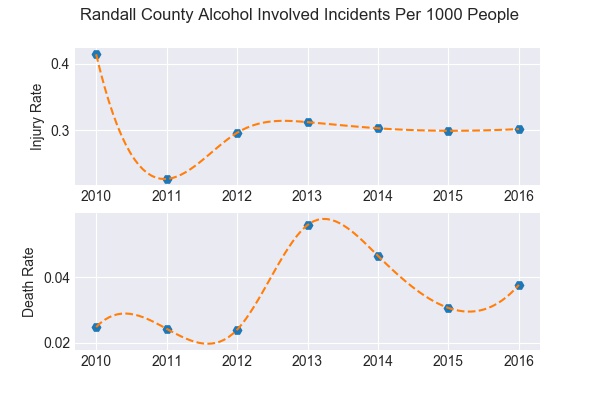 Randall County Alcohol Involved Incidents Per 1000 People
0.4
0.3
Injury Rate
2010 2011 2012 2013 2014 2015 2016
0.04
0.02
Death Rate
2010 2011 2012 2013 2014 2015 2016